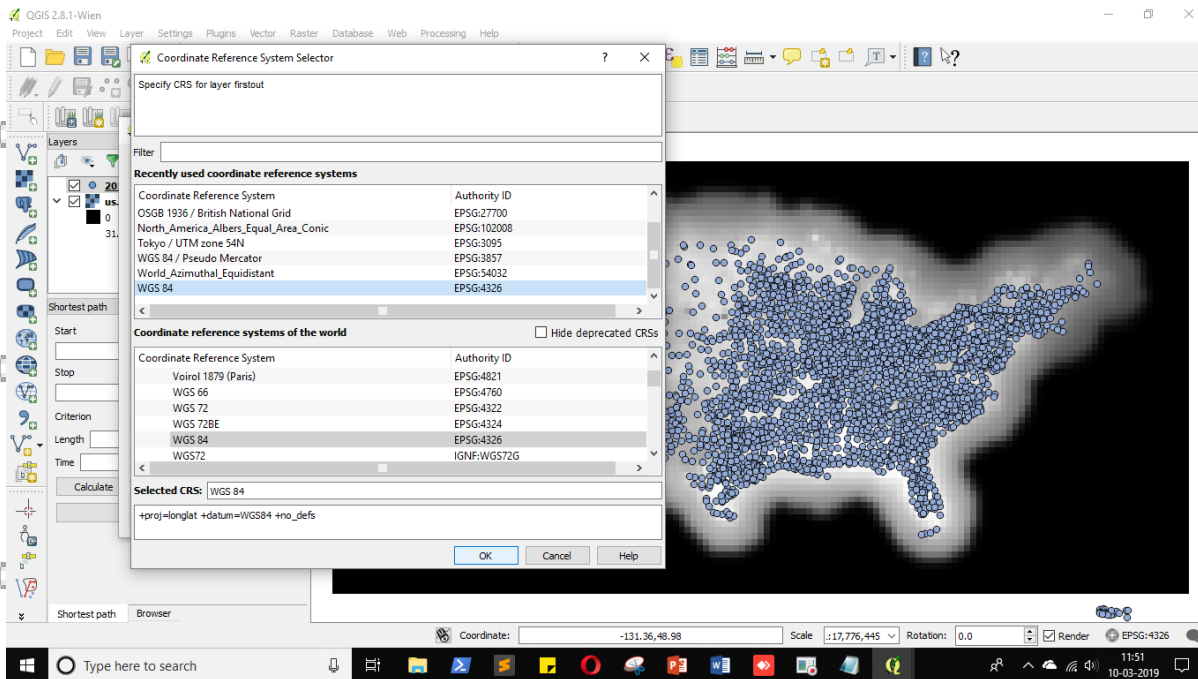 QGIS 2.8.1-Wien
Project Edit View Layer Settings Plugins Vector Raster Database Web Processing Help
Coordinate Reference System Selector
?
Specify CRS for layer firstout
Filter
Recently used coordinate reference systems
Coordinate Reference System Authority ID
OSGB 1936 / British National Grid EPSG:27700
North_America_Albers_Equal_Area_Conic EPSG:102008
Tokyo / UTM zone 54N EPSG:3095
WGS 84 / Pseudo Mercator EPSG:3857
World_Azimuthal_Equidistant EPSG:54032
WGS 84 EPSG:4326
Coordinate reference systems of the world Hide deprecated CRSs
Coordinate Reference System Authority ID
Voirol 1879 (Paris) EPSG:4821
WGS 66 EPSG:4760
WGS 72 EPSG:4322
WGS 72BE EPSG:4324
WGS 84 EPSG:4326
WGS72 IGNF:WGS72G
Selected CRS: WGS 84
+proj=longlat +datum=WGS84 +no_defs
OK Cancel Help
Layers
20
us.
0
31.
Shortest path
Start
Stop
Criterion
Length
Time
Calculate
Shortest path Browser
Coordinate: -131.36,48.98 Scale .:17,776,445 Rotation: 0.0 Render EPSG:4326
Type here to search
11:51
10-03-2019